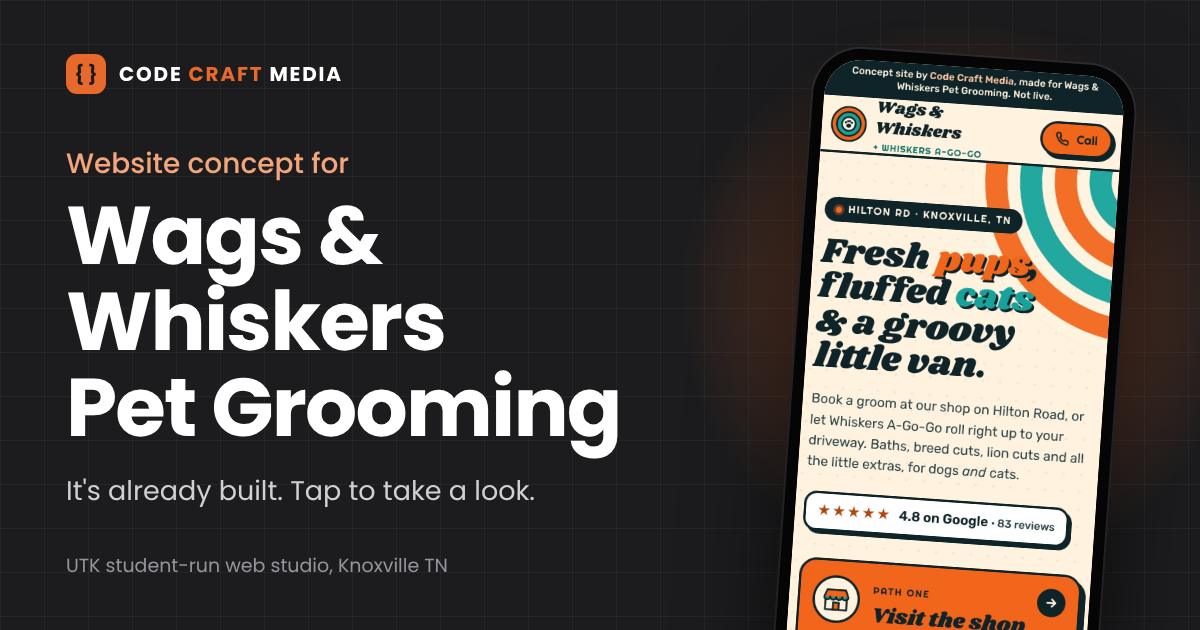 { } CODE CRAFT MEDIA
Website concept for
Wags &
Whiskers
Pet Grooming
It's already built. Tap to take a look.
UTK student-run web studio, Knoxville TN
Concept site by Code Craft Media, made for Wags &
Whiskers Pet Grooming. Not live.
Wags &
Whiskers
+ WHISKERS A-GO-GO
Call
HILTON RD · KNOXVILLE, TN
Fresh pups,
fluffed cats
& a groovy
little van.
Book a groom at our shop on Hilton Road, or
let Whiskers A-Go-Go roll right up to your
driveway. Baths, breed cuts, lion cuts and all
the little extras, for dogs and cats.
★★★★★ 4.8 on Google · 83 reviews
PATH ONE
Visit the shop